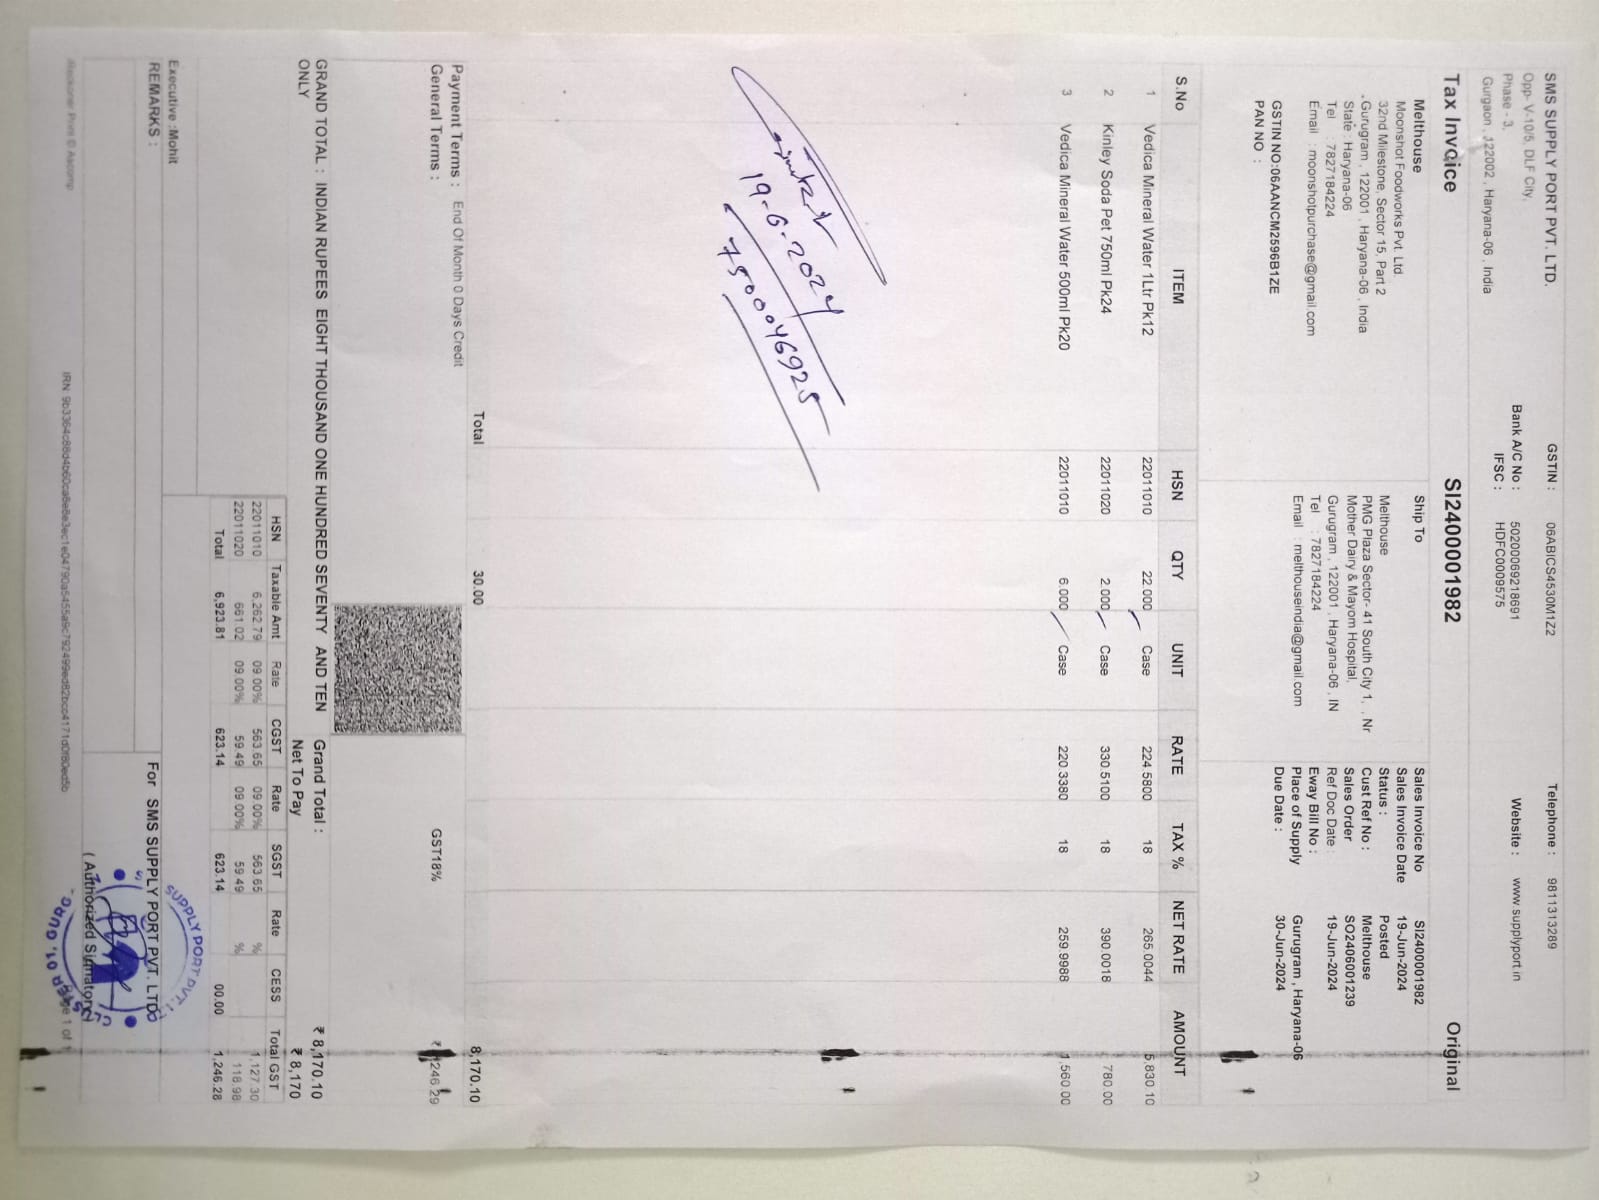 SMS SUPPLY PORT PVT. LTD.
Opp- V-10/5, DLF City,
Phase - 3,
Gurgaon , 122002 , Haryana-06 , India
GSTIN : 06ABICS4530M1Z2
Bank A/C No : 50200069218691
IFSC : HDFC0009575
Telephone : 9811313289
Website : www.supplyport.in
Tax Invoice SI2400001982 Original
Melthouse
Moonshot Foodworks Pvt. Ltd.
32nd Milestone, Sector 15, Part 2
, Gurugram , 122001 , Haryana-06 , India
State : Haryana-06
Tel : 7827184224
Email : moonshotpurchase@gmail.com
GSTIN NO:06AANCM2596B1ZE
PAN NO :
Ship To
Melthouse
PMG Plaza Sector- 41 South City 1, , Nr
Mother Dairy & Mayom Hospital,
Gurugram , 122001 , Haryana-06 , IN
Tel : 7827184224
Email : melthouseindia@gmail.com
Sales Invoice No SI2400001982
Sales Invoice Date 19-Jun-2024
Status : Posted
Cust Ref No : Melthouse
Sales Order SO2406001239
Ref Doc Date : 19-Jun-2024
Eway Bill No :
Place of Supply Gurugram , Haryana-06
Due Date : 30-Jun-2024
S.No ITEM HSN QTY UNIT RATE TAX % NET RATE AMOUNT
1 Vedica Mineral Water 1Ltr Pk12 22011010 22.000 Case 224.5800 18 265.0044 5,830.10
2 Kinley Soda Pet 750ml Pk24 22011020 2.000 Case 330.5100 18 390.0018 780.00
3 Vedica Mineral Water 500ml Pk20 22011010 6.000 Case 220.3380 18 259.9988 1,560.00
19-6-2024
7500046925
Total 30.00 8,170.10
Payment Terms : End Of Month 0 Days Credit
General Terms :
GST18% ₹ 1,246.29
GRAND TOTAL : INDIAN RUPEES EIGHT THOUSAND ONE HUNDRED SEVENTY AND TEN
ONLY
Grand Total : ₹ 8,170.10
Net To Pay ₹ 8,170
HSN Taxable Amt Rate CGST Rate SGST Rate CESS Total GST
22011010 6,262.79 09.00% 563.65 09.00% 563.65 % 1,127.30
22011020 661.02 09.00% 59.49 09.00% 59.49 % 118.98
Total 6,923.81 623.14 623.14 00.00 1,246.28
Executive :Mohit
REMARKS :
For SMS SUPPLY PORT PVT. LTD
( Authorized Signatory )
SUPPLY PORT PVT.
Page 1 of 1